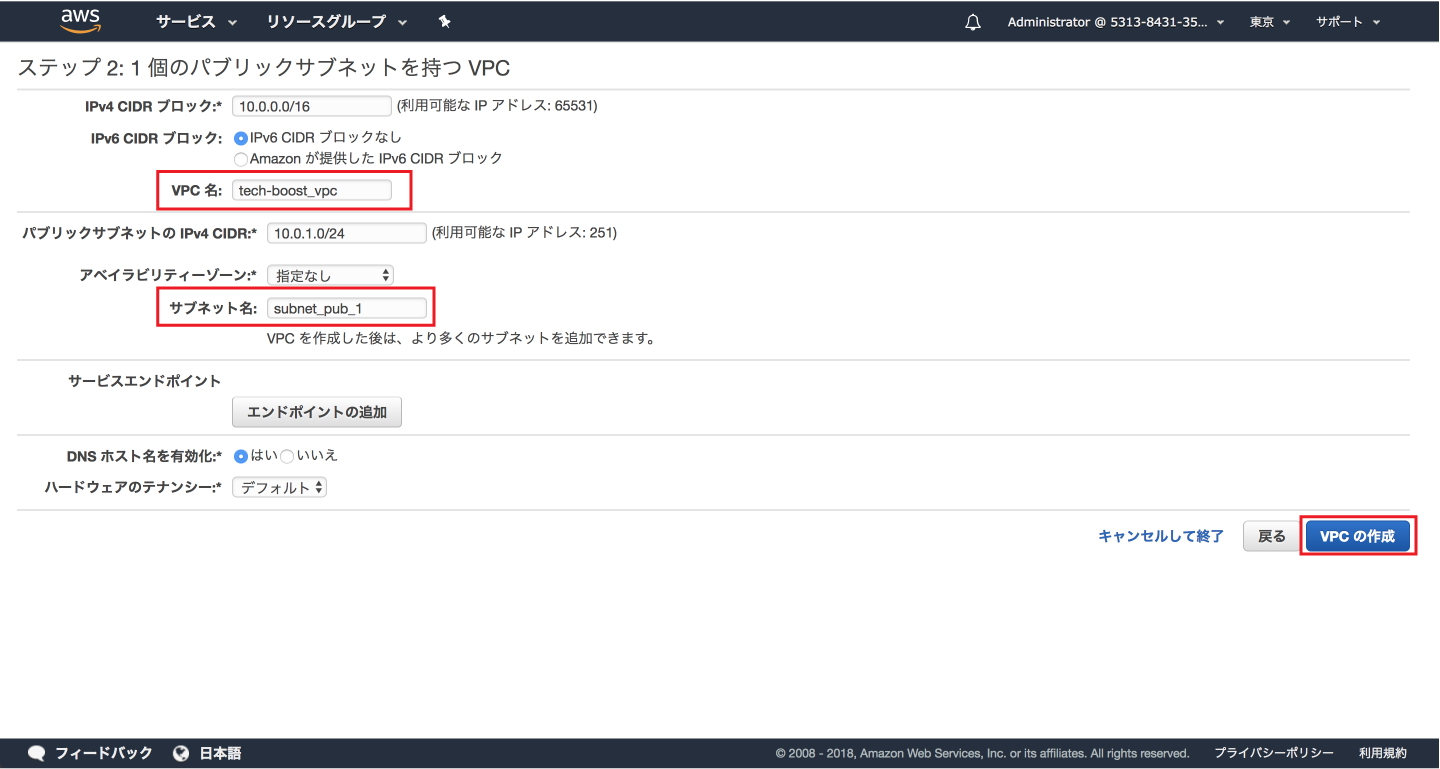 aws サービス リソースグループ Administrator @ 5313-8431-35... 東京 サポート
ステップ 2: 1 個のパブリックサブネットを持つ VPC
IPv4 CIDR ブロック:* 10.0.0.0/16 (利用可能な IP アドレス: 65531)
IPv6 CIDR ブロック: IPv6 CIDR ブロックなし
Amazon が提供した IPv6 CIDR ブロック
VPC 名: tech-boost_vpc
パブリックサブネットの IPv4 CIDR:* 10.0.1.0/24 (利用可能な IP アドレス: 251)
アベイラビリティーゾーン:* 指定なし
サブネット名: subnet_pub_1
VPC を作成した後は、より多くのサブネットを追加できます。
サービスエンドポイント
エンドポイントの追加
DNS ホスト名を有効化:* はい いいえ
ハードウェアのテナンシー:* デフォルト
キャンセルして終了 戻る VPC の作成
フィードバック 日本語 © 2008 - 2018, Amazon Web Services, Inc. or its affiliates. All rights reserved. プライバシーポリシー 利用規約